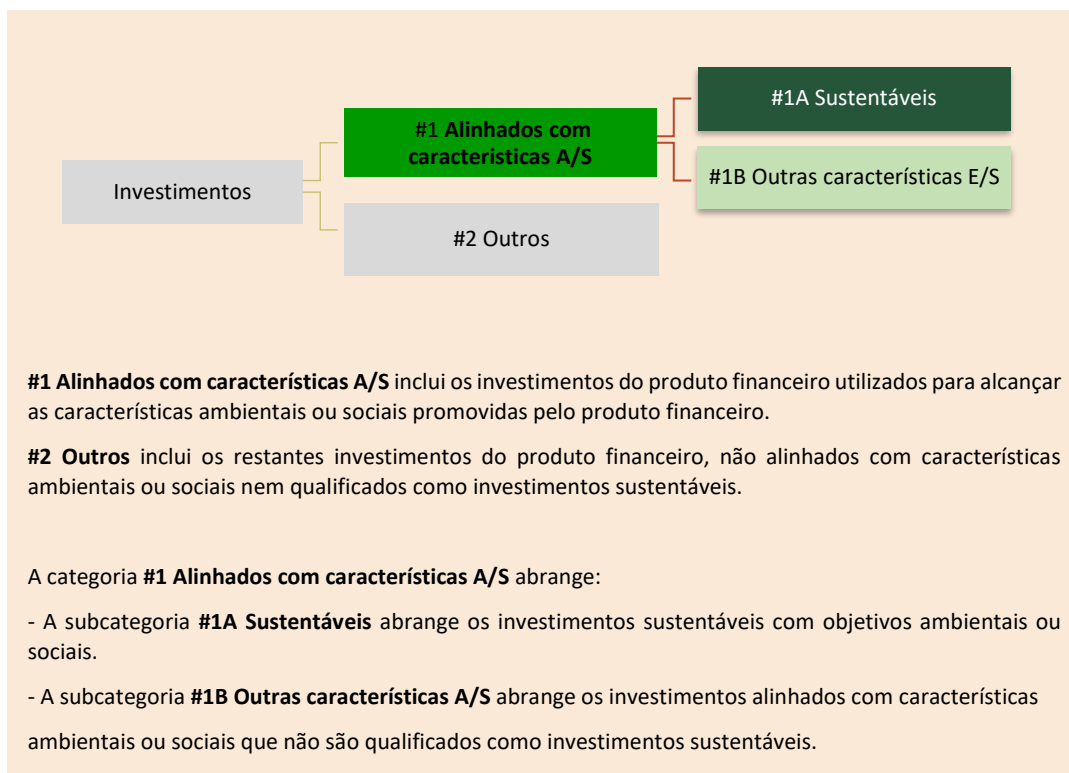 #1A Sustentáveis
#1 Alinhados com
caracteristicas A/S
#1B Outras características E/S
Investimentos
#2 Outros
#1 Alinhados com características A/S inclui os investimentos do produto financeiro utilizados para alcançar
as características ambientais ou sociais promovidas pelo produto financeiro.
#2 Outros inclui os restantes investimentos do produto financeiro, não alinhados com características
ambientais ou sociais nem qualificados como investimentos sustentáveis.
A categoria #1 Alinhados com características A/S abrange:
- A subcategoria #1A Sustentáveis abrange os investimentos sustentáveis com objetivos ambientais ou
sociais.
- A subcategoria #1B Outras características A/S abrange os investimentos alinhados com características
ambientais ou sociais que não são qualificados como investimentos sustentáveis.